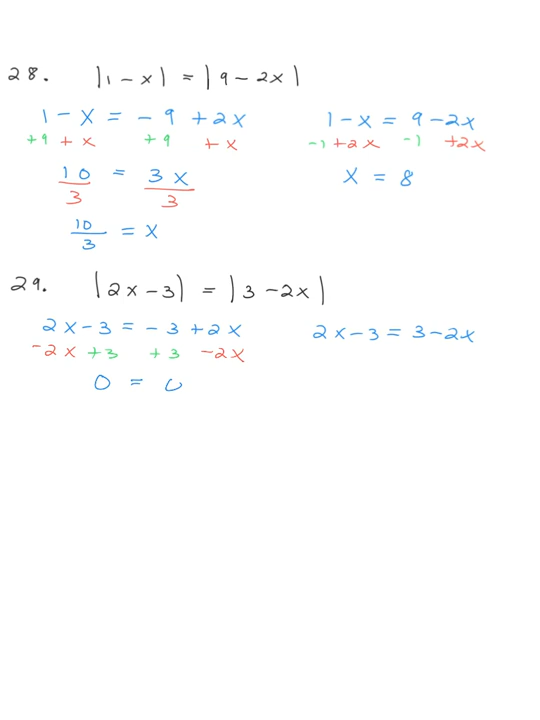 28. |1 - x| = |9 - 2x|
1 - x = - 9 + 2x
+9 + x +9 + x
10 = 3x
3 3
10/3 = x
1 - x = 9 - 2x
-1 +2x -1 +2x
x = 8
29. |2x - 3| = |3 - 2x|
2x - 3 = - 3 + 2x
-2x +3 +3 -2x
0 = 0
2x - 3 = 3 - 2x